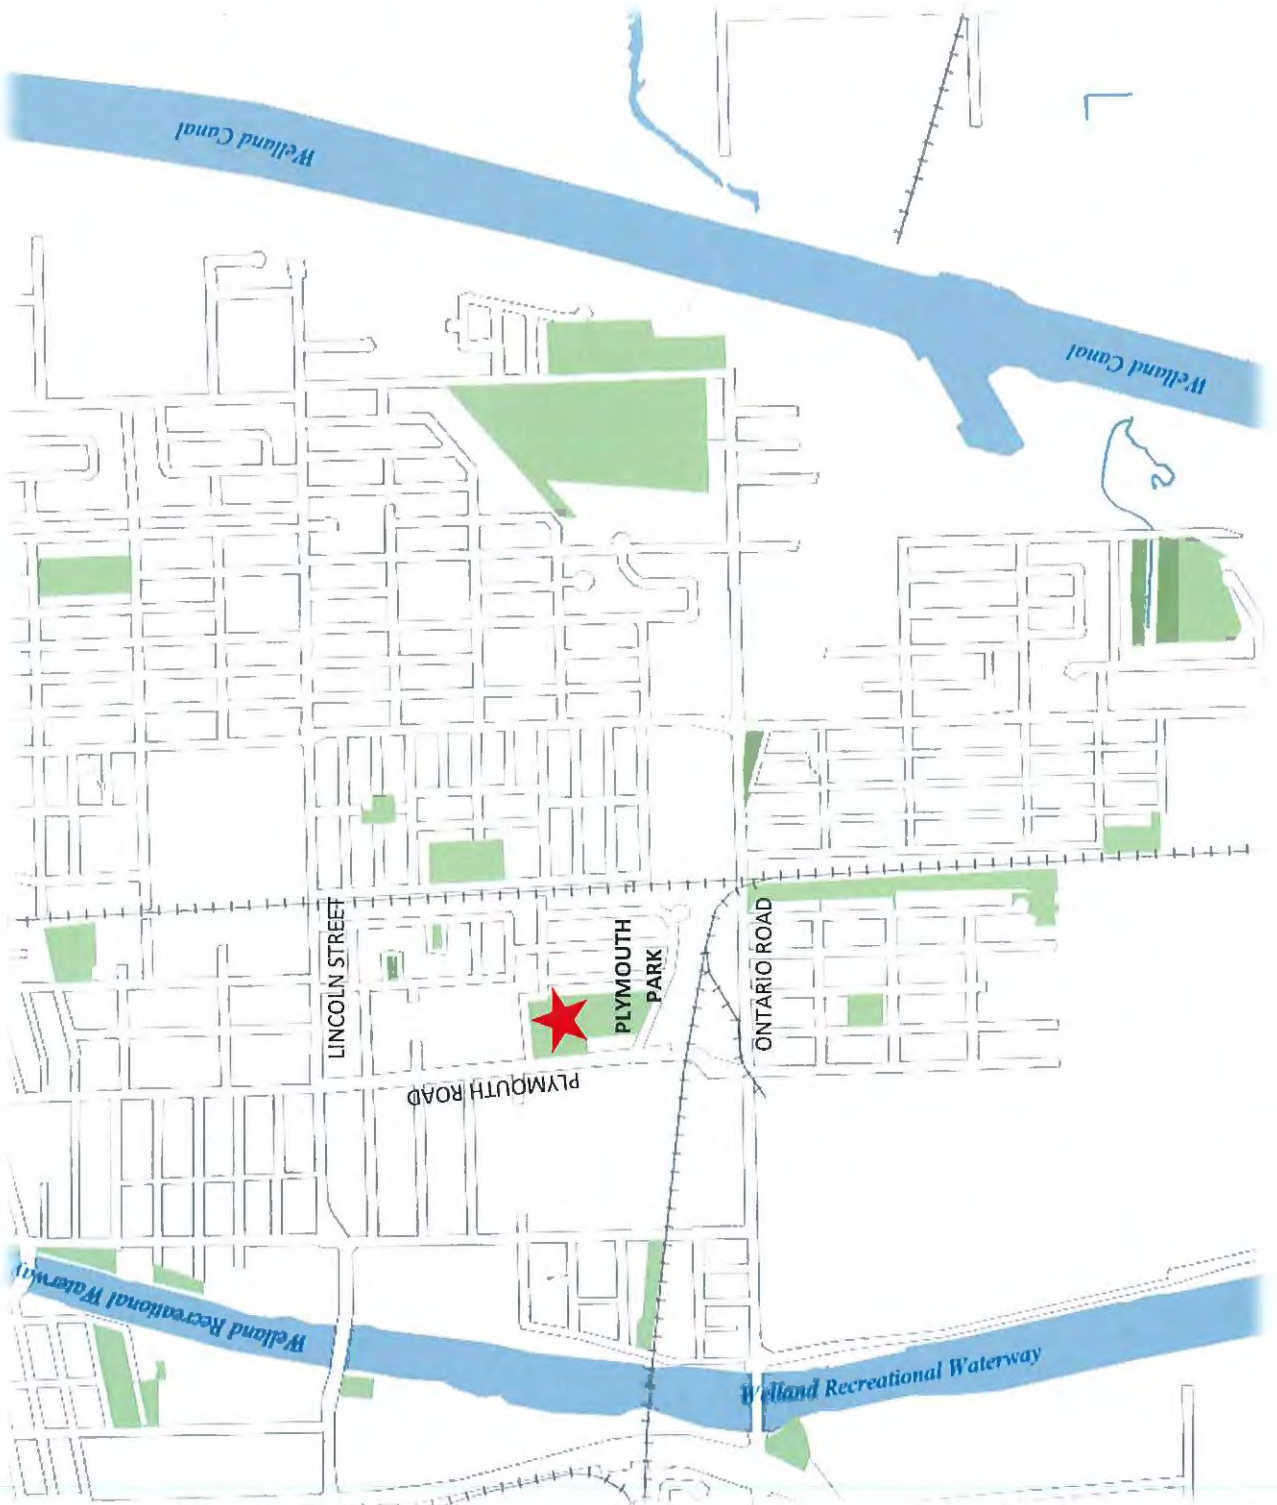 Welland Canal
Welland Canal
LINCOLN STREET
PLYMOUTH
PARK
ONTARIO ROAD
PLYMOUTH ROAD
Welland Recreational Waterway
Welland Recreational Waterway